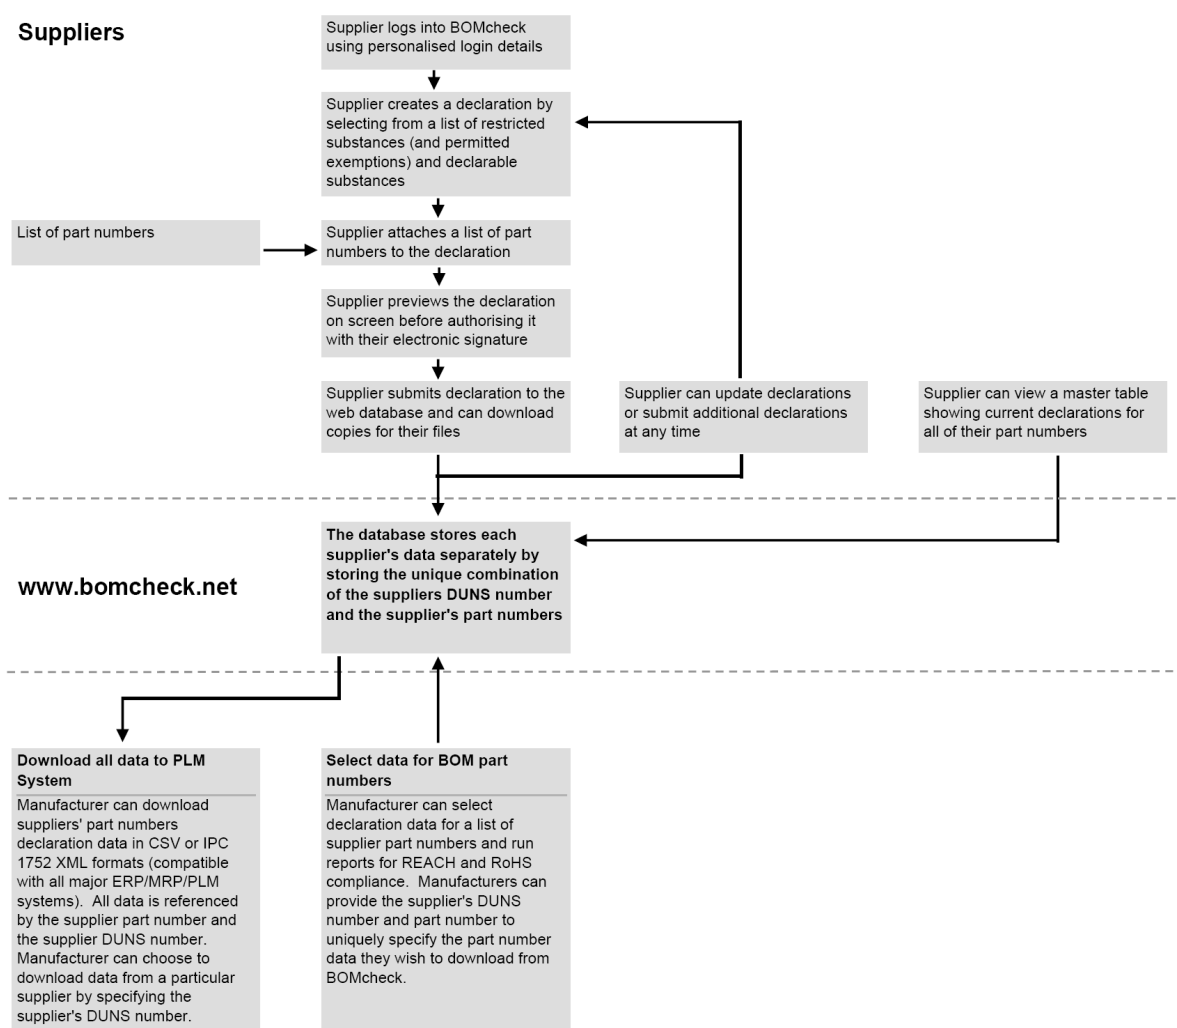 Suppliers
Supplier logs into BOMcheck
using personalised login details
Supplier creates a declaration by
selecting from a list of restricted
substances (and permitted
exemptions) and declarable
substances
List of part numbers
Supplier attaches a list of part
numbers to the declaration
Supplier previews the declaration
on screen before authorising it
with their electronic signature
Supplier submits declaration to the
web database and can download
copies for their files
Supplier can update declarations
or submit additional declarations
at any time
Supplier can view a master table
showing current declarations for
all of their part numbers
www.bomcheck.net
The database stores each
supplier's data separately by
storing the unique combination
of the suppliers DUNS number
and the supplier's part numbers
Download all data to PLM
System
Manufacturer can download
suppliers' part numbers
declaration data in CSV or IPC
1752 XML formats (compatible
with all major ERP/MRP/PLM
systems).  All data is referenced
by the supplier part number and
the supplier DUNS number.
Manufacturer can choose to
download data from a particular
supplier by specifying the
supplier's DUNS number.
Select data for BOM part
numbers
Manufacturer can select
declaration data for a list of
supplier part numbers and run
reports for REACH and RoHS
compliance.  Manufacturers can
provide the supplier's DUNS
number and part number to
uniquely specify the part number
data they wish to download from
BOMcheck.